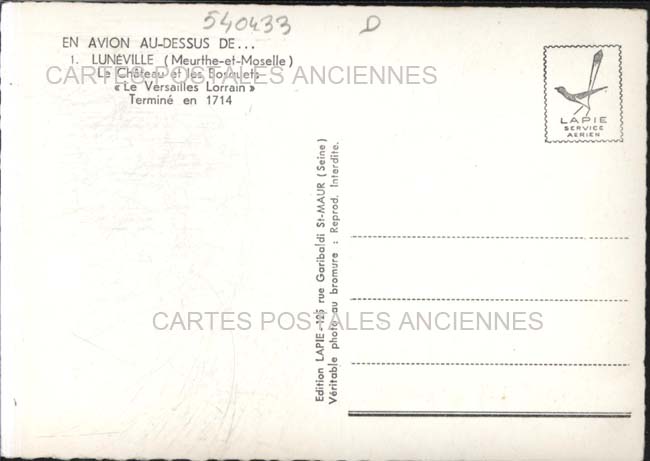 540433 D
EN AVION AU-DESSUS DE...
1. LUNÉVILLE (Meurthe-et-Moselle)
Le Château et les Bosquets
« Le Versailles Lorrain »
Terminé en 1714
CARTES POSTALES ANCIENNES
LAPIE
SERVICE
AERIEN
Edition LAPIE - 125 rue Garibaldi St-MAUR (Seine)
Véritable photo au bromure : Reprod. Interdite.
CARTES POSTALES ANCIENNES